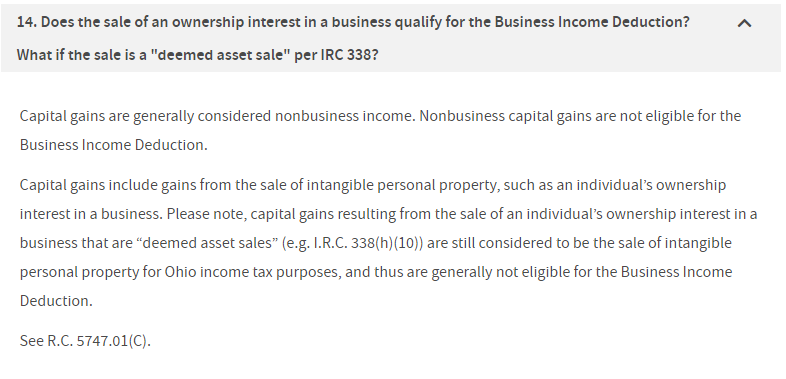 14. Does the sale of an ownership interest in a business qualify for the Business Income Deduction?
What if the sale is a "deemed asset sale" per IRC 338?
Capital gains are generally considered nonbusiness income. Nonbusiness capital gains are not eligible for the
Business Income Deduction.
Capital gains include gains from the sale of intangible personal property, such as an individual’s ownership
interest in a business. Please note, capital gains resulting from the sale of an individual’s ownership interest in a
business that are “deemed asset sales” (e.g. I.R.C. 338(h)(10)) are still considered to be the sale of intangible
personal property for Ohio income tax purposes, and thus are generally not eligible for the Business Income
Deduction.
See R.C. 5747.01(C).